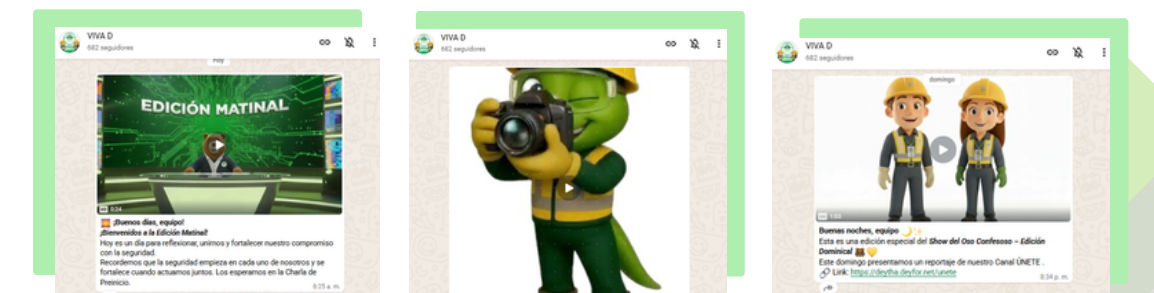 VIVA D
682 seguidores
Hoy
EDICIÓN MATINAL
0:34
¡Buenos días, equipo!
¡Bienvenidos a la Edición Matinal!
Hoy es un día para reflexionar, unirnos y fortalecer nuestro compromiso
con la seguridad.
Recordemos que la seguridad empieza en cada uno de nosotros y se
fortalece cuando actuamos juntos. Los esperamos en la Charla de
Preinicio.
6:25 a. m.
VIVA D
682 seguidores
VIVA D
682 seguidores
domingo
1:03
Buenas noches, equipo 🌙✨
Esta es una edición especial del Show del Oso Confesoso – Edición
Dominical 🐻💛
Este domingo presentamos un reportaje de nuestro Canal ÚNETE .
🔗 Link: https://deytha.deyfor.net/unete
8:34 p. m.